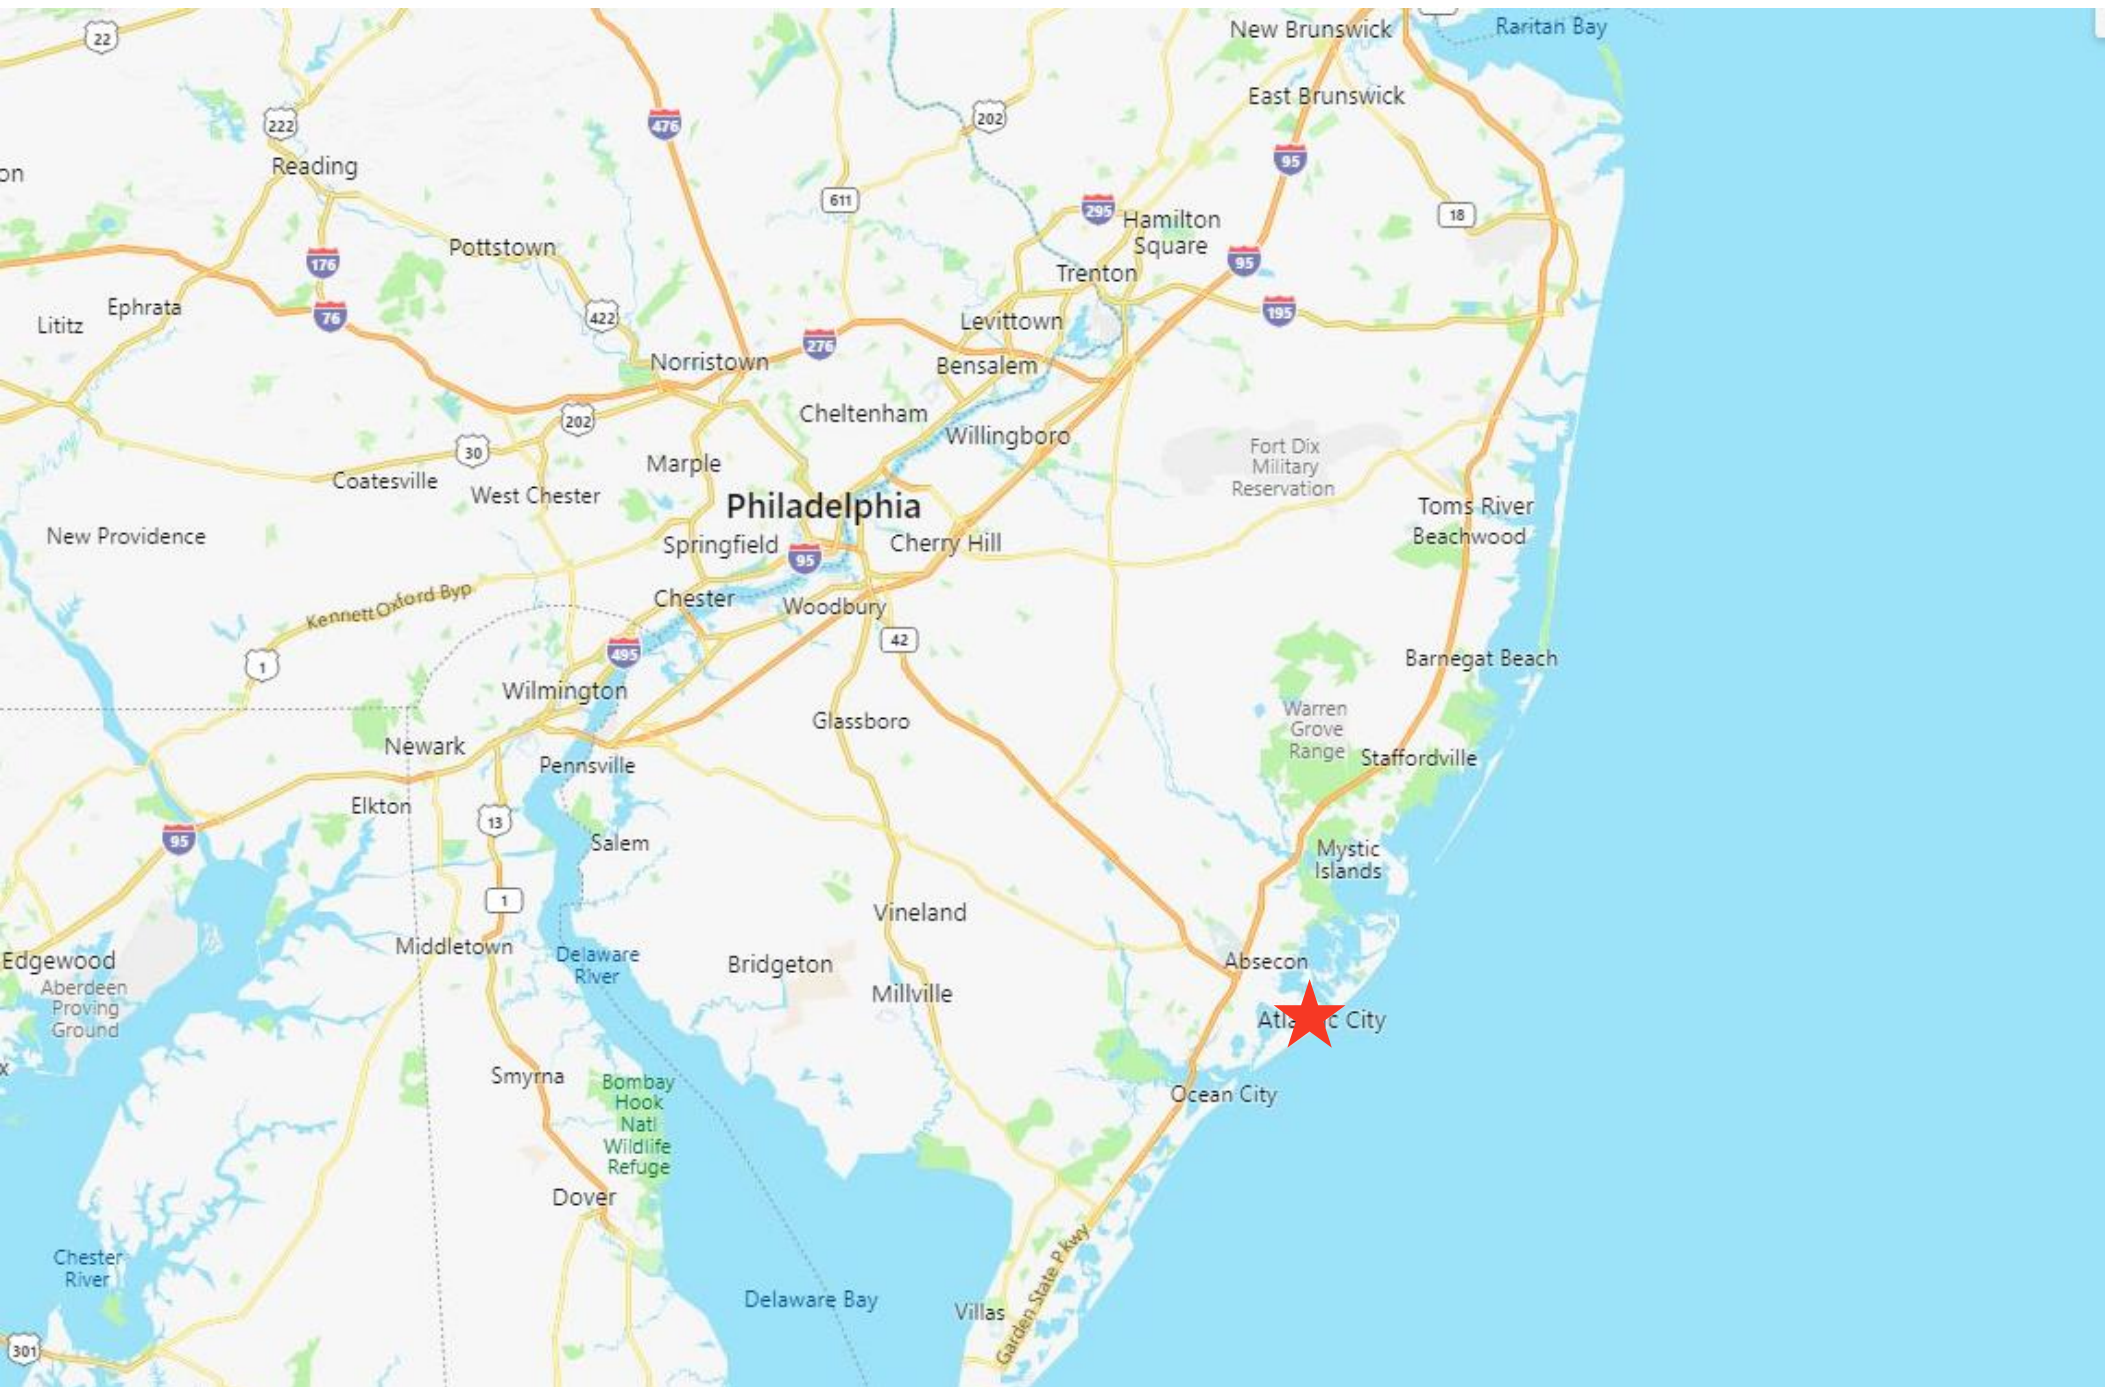 22
New Brunswick
Raritan Bay
East Brunswick
222
476
202
95
Reading
on
611
295
18
Hamilton
Square
Pottstown
176
95
Trenton
Ephrata
76
422
195
Lititz
Levittown
276
Norristown
Bensalem
Cheltenham
202
Willingboro
30
Marple
Fort Dix
Military
Reservation
Coatesville
West Chester
Philadelphia
Toms River
Beachwood
New Providence
Springfield
95
Cherry Hill
Kennett Oxford Byp
Chester
Woodbury
42
1
495
Barnegat Beach
Wilmington
Glassboro
Warren
Grove
Range
Newark
Staffordville
Pennsville
Elkton
13
95
Salem
Mystic
Islands
1
Vineland
Middletown
Delaware
River
Edgewood
Bridgeton
Absecon
Aberdeen
Proving
Ground
Millville
Atla c City
x
Smyrna
Bombay
Hook
Natl
Wildlife
Refuge
Ocean City
Dover
Chester
River
Garden State Pkwy
Delaware Bay
Villas
301